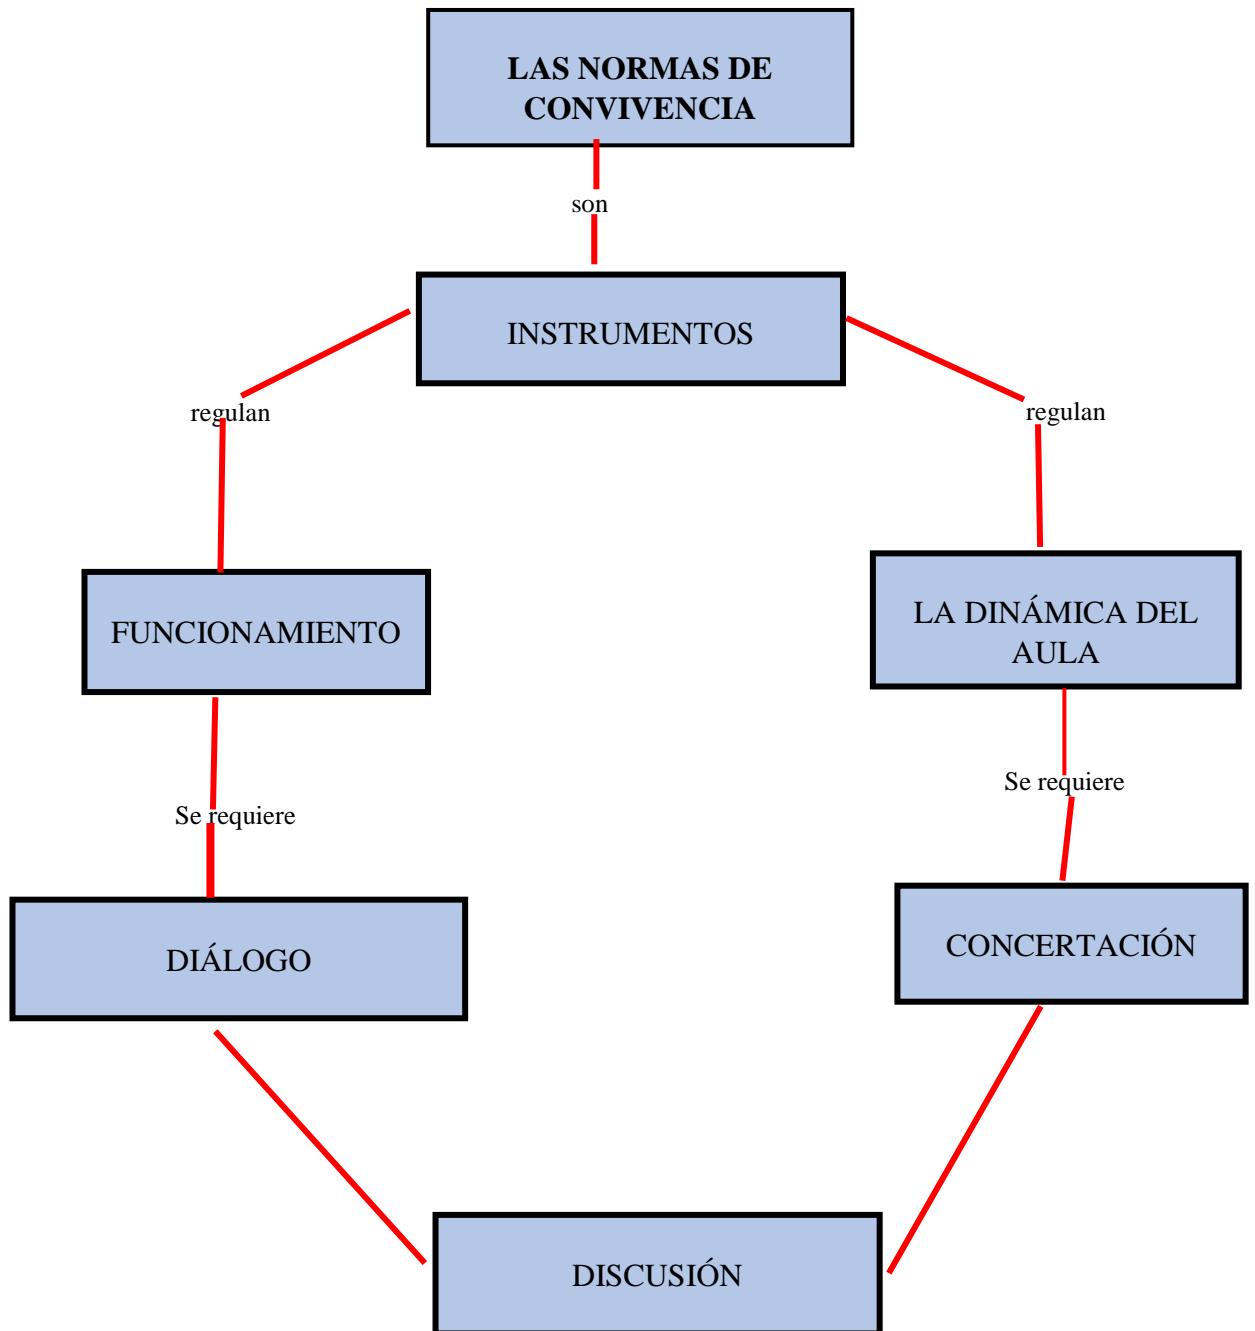 LAS NORMAS DE
CONVIVENCIA
son
INSTRUMENTOS
regulan
regulan
FUNCIONAMIENTO
LA DINÁMICA DEL
AULA
Se requiere
Se requiere
DIÁLOGO
CONCERTACIÓN
DISCUSIÓN